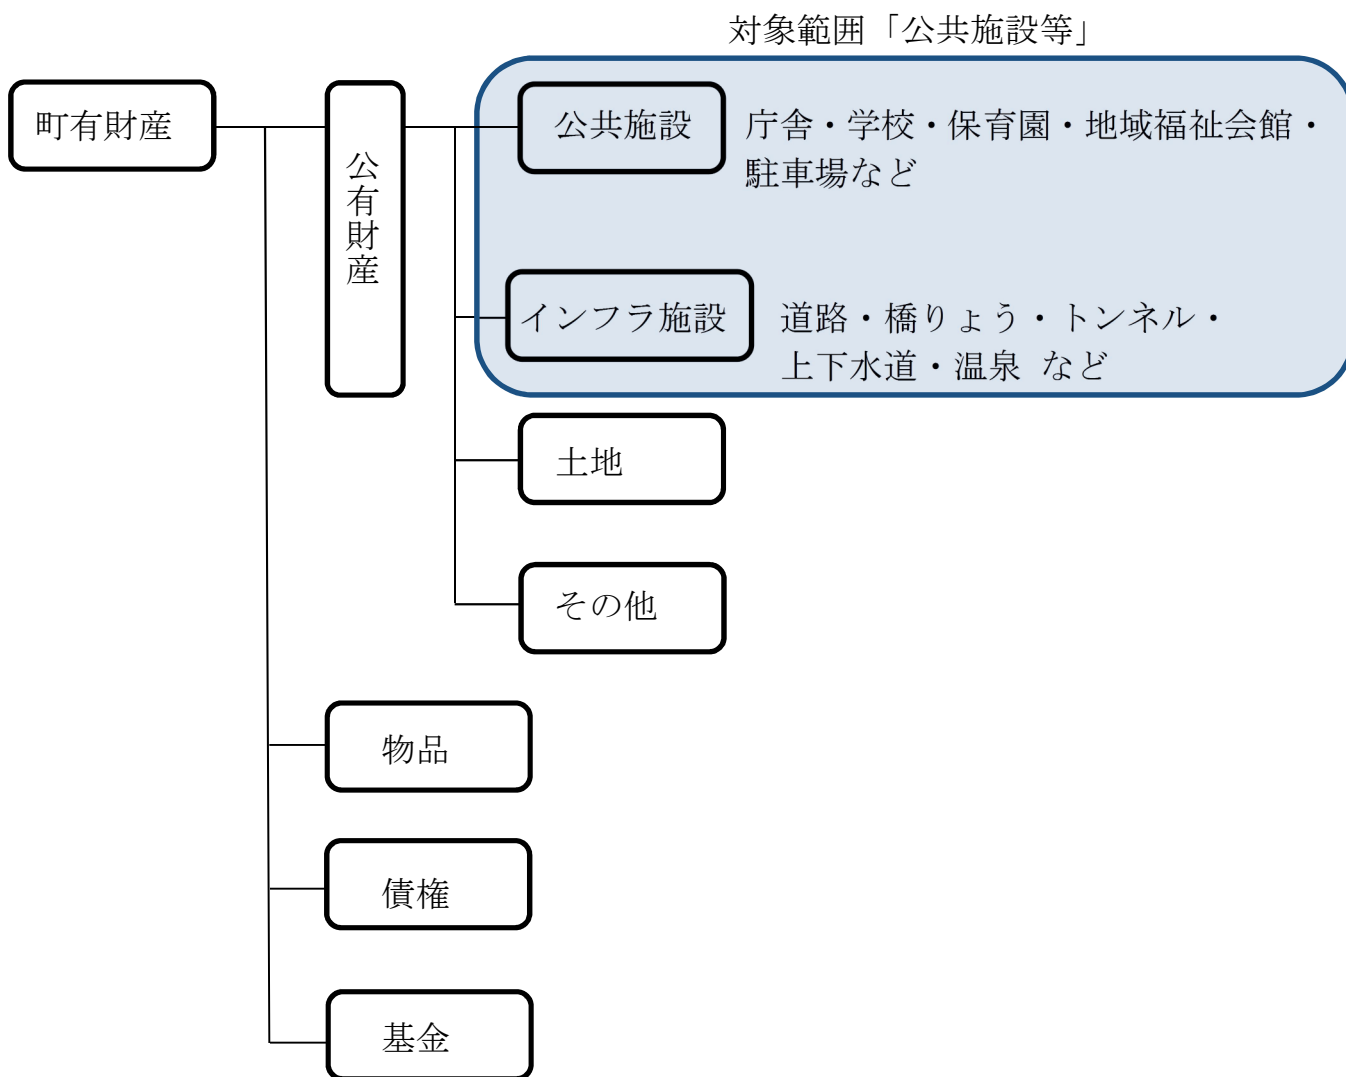 対象範囲「公共施設等」
町有財産
公有財産
公共施設
庁舎・学校・保育園・地域福祉会館・
駐車場など
インフラ施設
道路・橋りょう・トンネル・
上下水道・温泉 など
土地
その他
物品
債権
基金